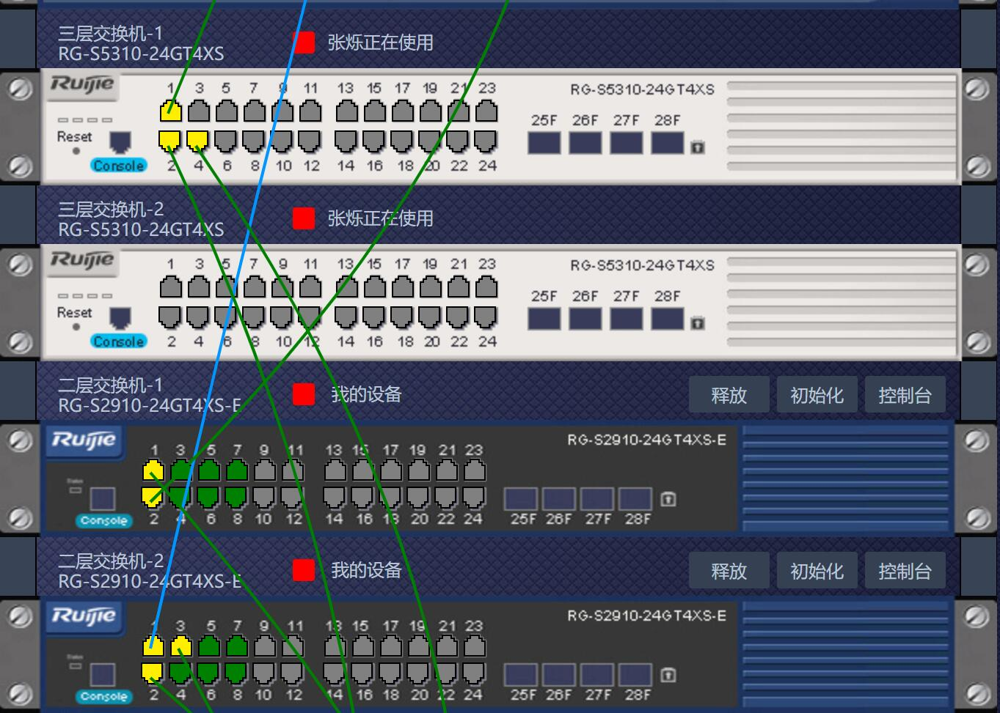 三层交换机-1
RG-S5310-24GT4XS
张烁正在使用
Ruijie
1 3 5 7 9 11 13 15 17 19 21 23
RG-S5310-24GT4XS
25F 26F 27F 28F
Reset
Console
2 4 6 8 10 12 14 16 18 20 22 24
三层交换机-2
RG-S5310-24GT4XS
张烁正在使用
Ruijie
1 3 5 7 9 11 13 15 17 19 21 23
RG-S5310-24GT4XS
25F 26F 27F 28F
Reset
Console
2 4 6 8 10 12 14 16 18 20 22 24
二层交换机-1
RG-S2910-24GT4XS-E
我的设备
释放 初始化 控制台
Ruijie
RG-S2910-24GT4XS-E
1 3 5 7 9 11 13 15 17 19 21 23
Console
2 4 6 8 10 12 14 16 18 20 22 24
25F 26F 27F 28F
二层交换机-2
RG-S2910-24GT4XS-E
我的设备
释放 初始化 控制台
Ruijie
RG-S2910-24GT4XS-E
1 3 5 7 9 11 13 15 17 19 21 23
Console
2 4 6 8 10 12 14 16 18 20 22 24
25F 26F 27F 28F